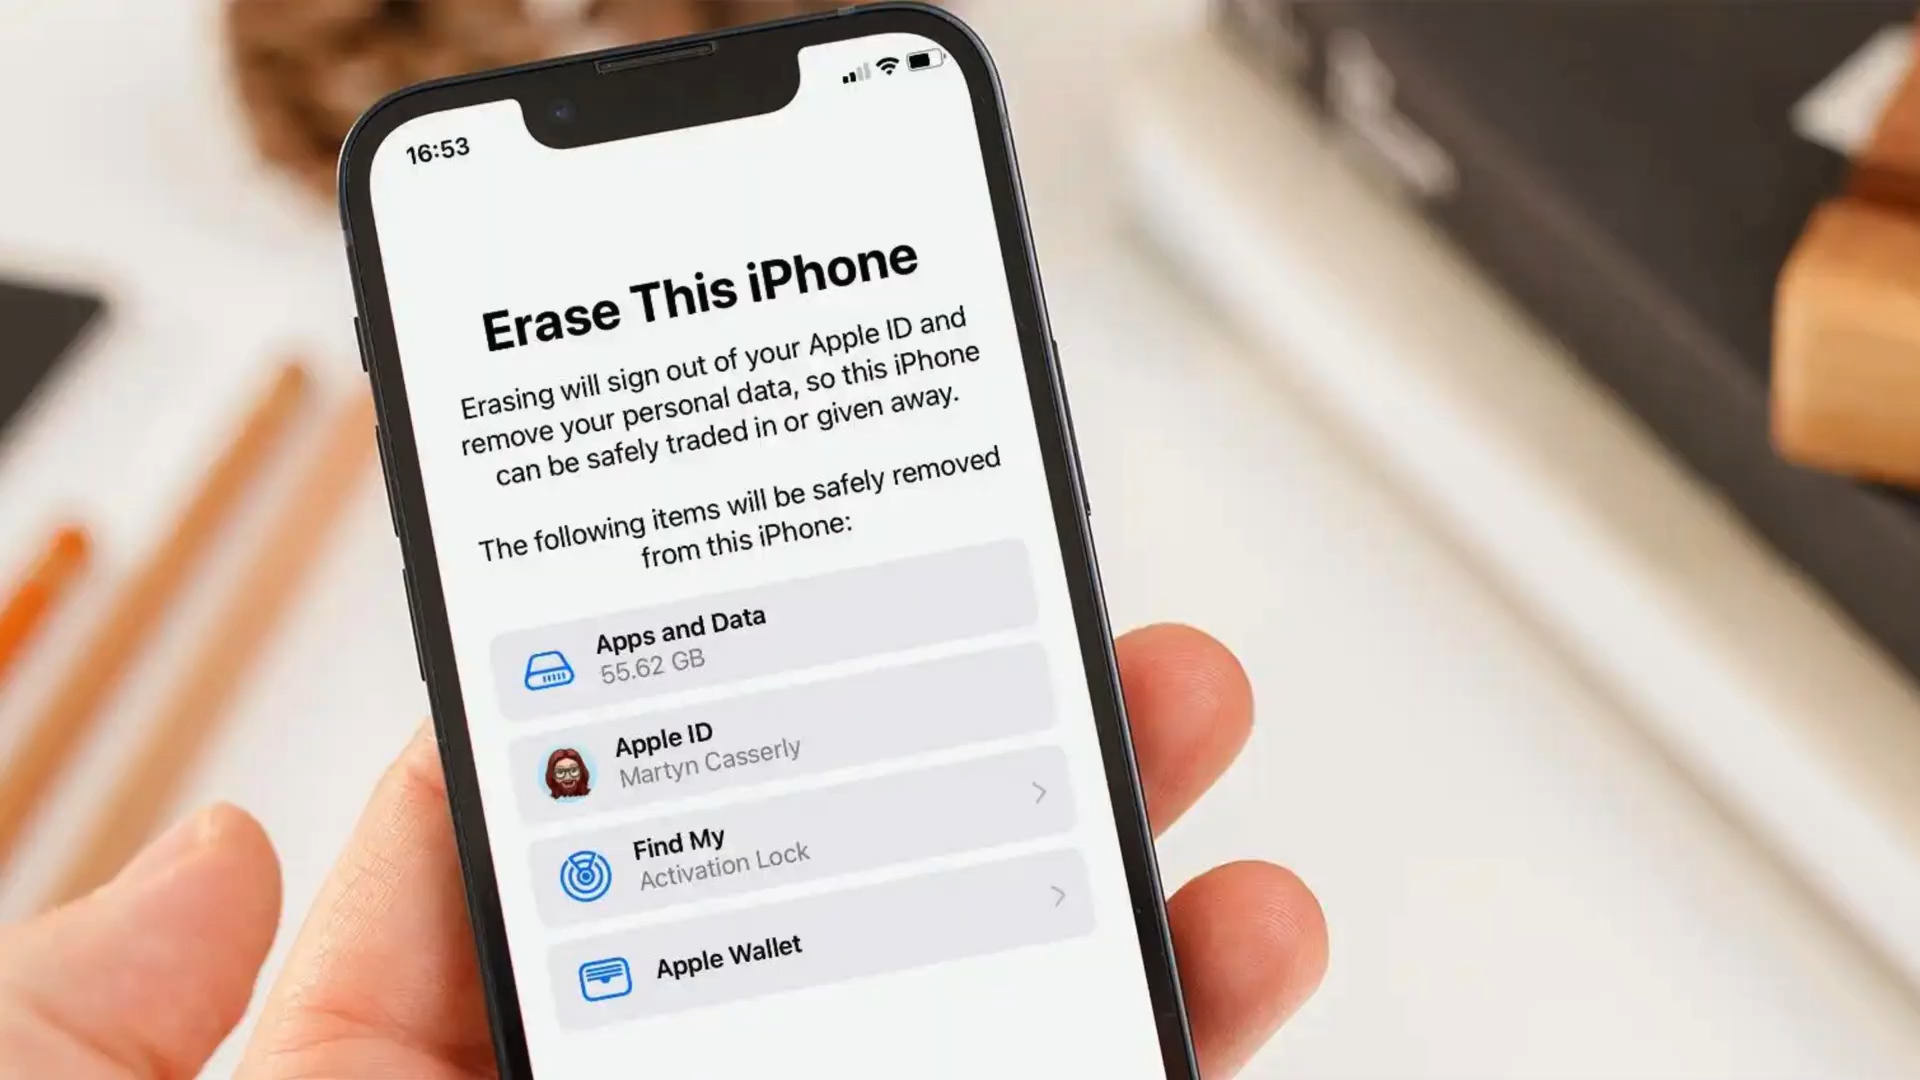 16:53
Erase This iPhone
Erasing will sign out of your Apple ID and
remove your personal data, so this iPhone
can be safely traded in or given away.
The following items will be safely removed
from this iPhone:
Apps and Data
55.62 GB
Apple ID
Martyn Casserly
Find My
Activation Lock
Apple Wallet